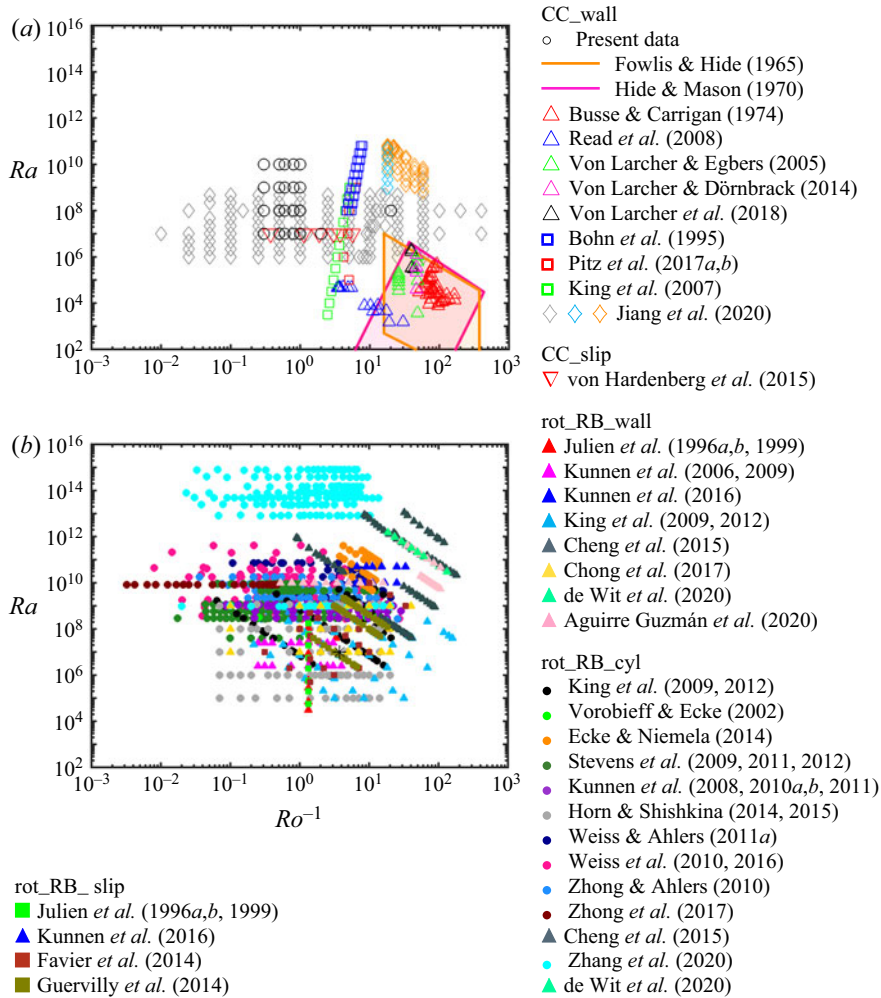 (a)
10^16
10^14
10^12
10^10
10^8
10^6
10^4
10^2
Ra
10^−3 10^−2 10^−1 10^0 10^1 10^2 10^3
CC_wall
Present data
Fowlis & Hide (1965)
Hide & Mason (1970)
Busse & Carrigan (1974)
Read et al. (2008)
Von Larcher & Egbers (2005)
Von Larcher & Dörnbrack (2014)
Von Larcher et al. (2018)
Bohn et al. (1995)
Pitz et al. (2017a,b)
King et al. (2007)
Jiang et al. (2020)
CC_slip
von Hardenberg et al. (2015)
(b)
10^16
10^14
10^12
10^10
10^8
10^6
10^4
10^2
Ra
10^−3 10^−2 10^−1 10^0 10^1 10^2 10^3
Ro^−1
rot_RB_wall
Julien et al. (1996a,b, 1999)
Kunnen et al. (2006, 2009)
Kunnen et al. (2016)
King et al. (2009, 2012)
Cheng et al. (2015)
Chong et al. (2017)
de Wit et al. (2020)
Aguirre Guzmán et al. (2020)
rot_RB_cyl
King et al. (2009, 2012)
Vorobieff & Ecke (2002)
Ecke & Niemela (2014)
Stevens et al. (2009, 2011, 2012)
Kunnen et al. (2008, 2010a,b, 2011)
Horn & Shishkina (2014, 2015)
Weiss & Ahlers (2011a)
Weiss et al. (2010, 2016)
Zhong & Ahlers (2010)
Zhong et al. (2017)
Cheng et al. (2015)
Zhang et al. (2020)
de Wit et al. (2020)
rot_RB_ slip
Julien et al. (1996a,b, 1999)
Kunnen et al. (2016)
Favier et al. (2014)
Guervilly et al. (2014)